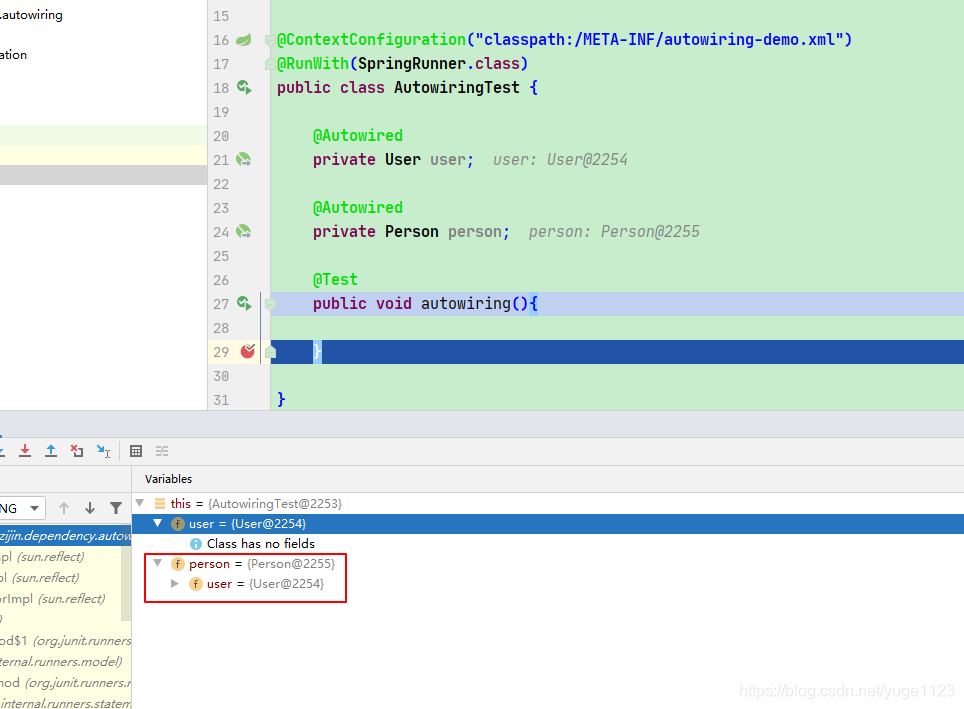 .autowiring
ation
15
16 @ContextConfiguration("classpath:/META-INF/autowiring-demo.xml")
17 @RunWith(SpringRunner.class)
18 public class AutowiringTest {
19
20 @Autowired
21 private User user; user: User@2254
22
23 @Autowired
24 private Person person; person: Person@2255
25
26 @Test
27 public void autowiring(){
28
29 }
30
31 }
Variables
NG
this = {AutowiringTest@2253}
user = {User@2254}
Class has no fields
person = {Person@2255}
user = {User@2254}
zijin.dependency.autow
pl (sun.reflect)
ol (sun.reflect)
orImpl (sun.reflect)
)
od$1 (org.junit.runners
ternal.runners.model)
hod (org.junit.runners.r
.internal.runners.statem
https://blog.csdn.net/yuge1123